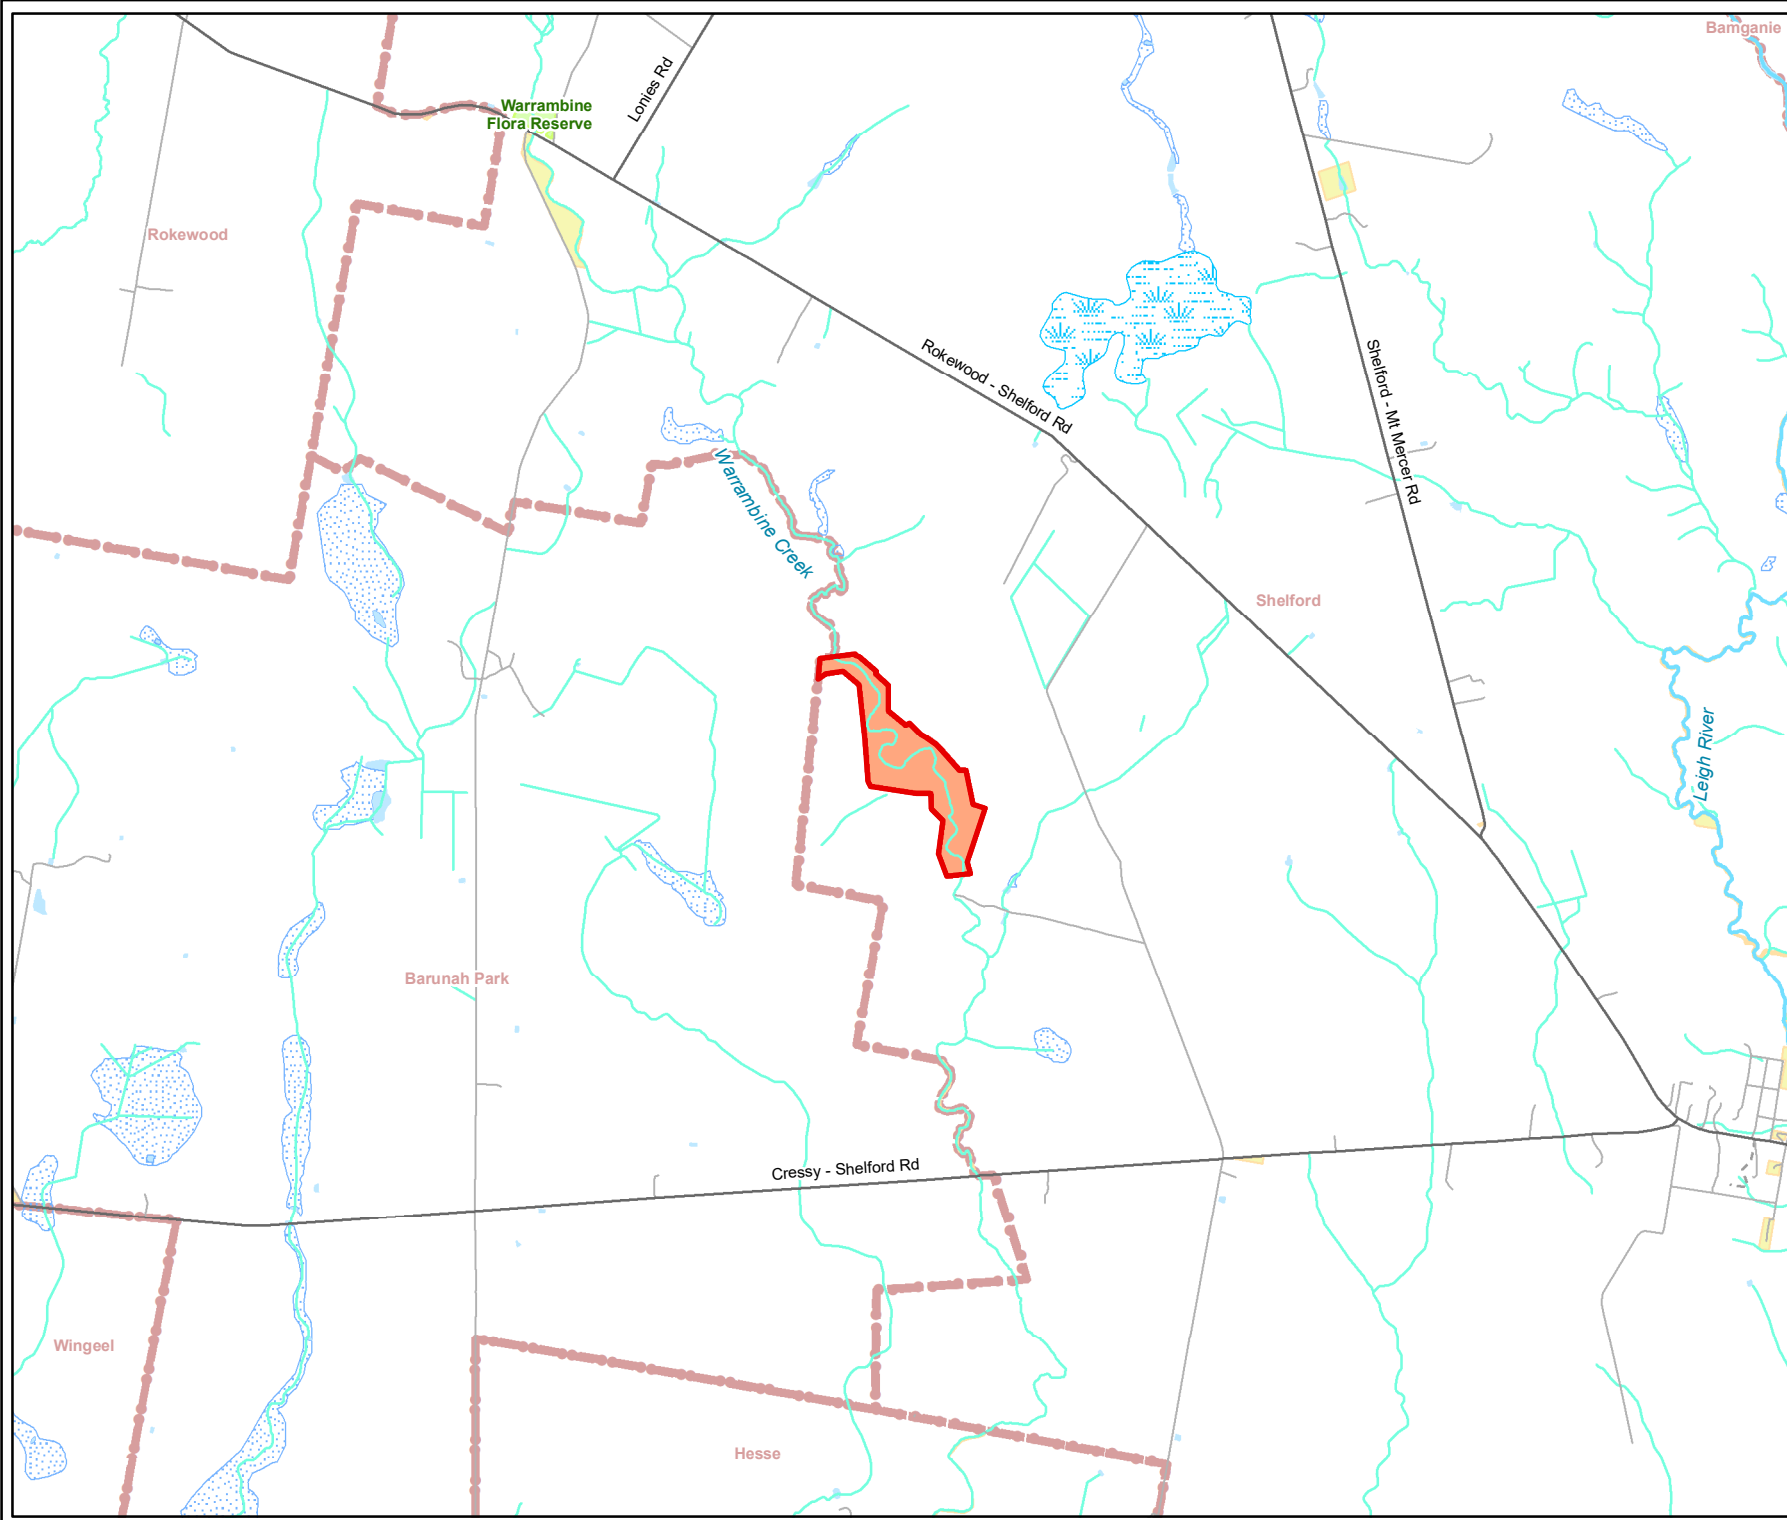 Bamganie
Lonies Rd
Warrambine
Flora Reserve
Rokewood
Rokewood - Shelford Rd
Shelford - Mt Mercer Rd
Warrambine Creek
Shelford
Leigh River
Barunah Park
Cressy - Shelford Rd
Wingeel
Hesse